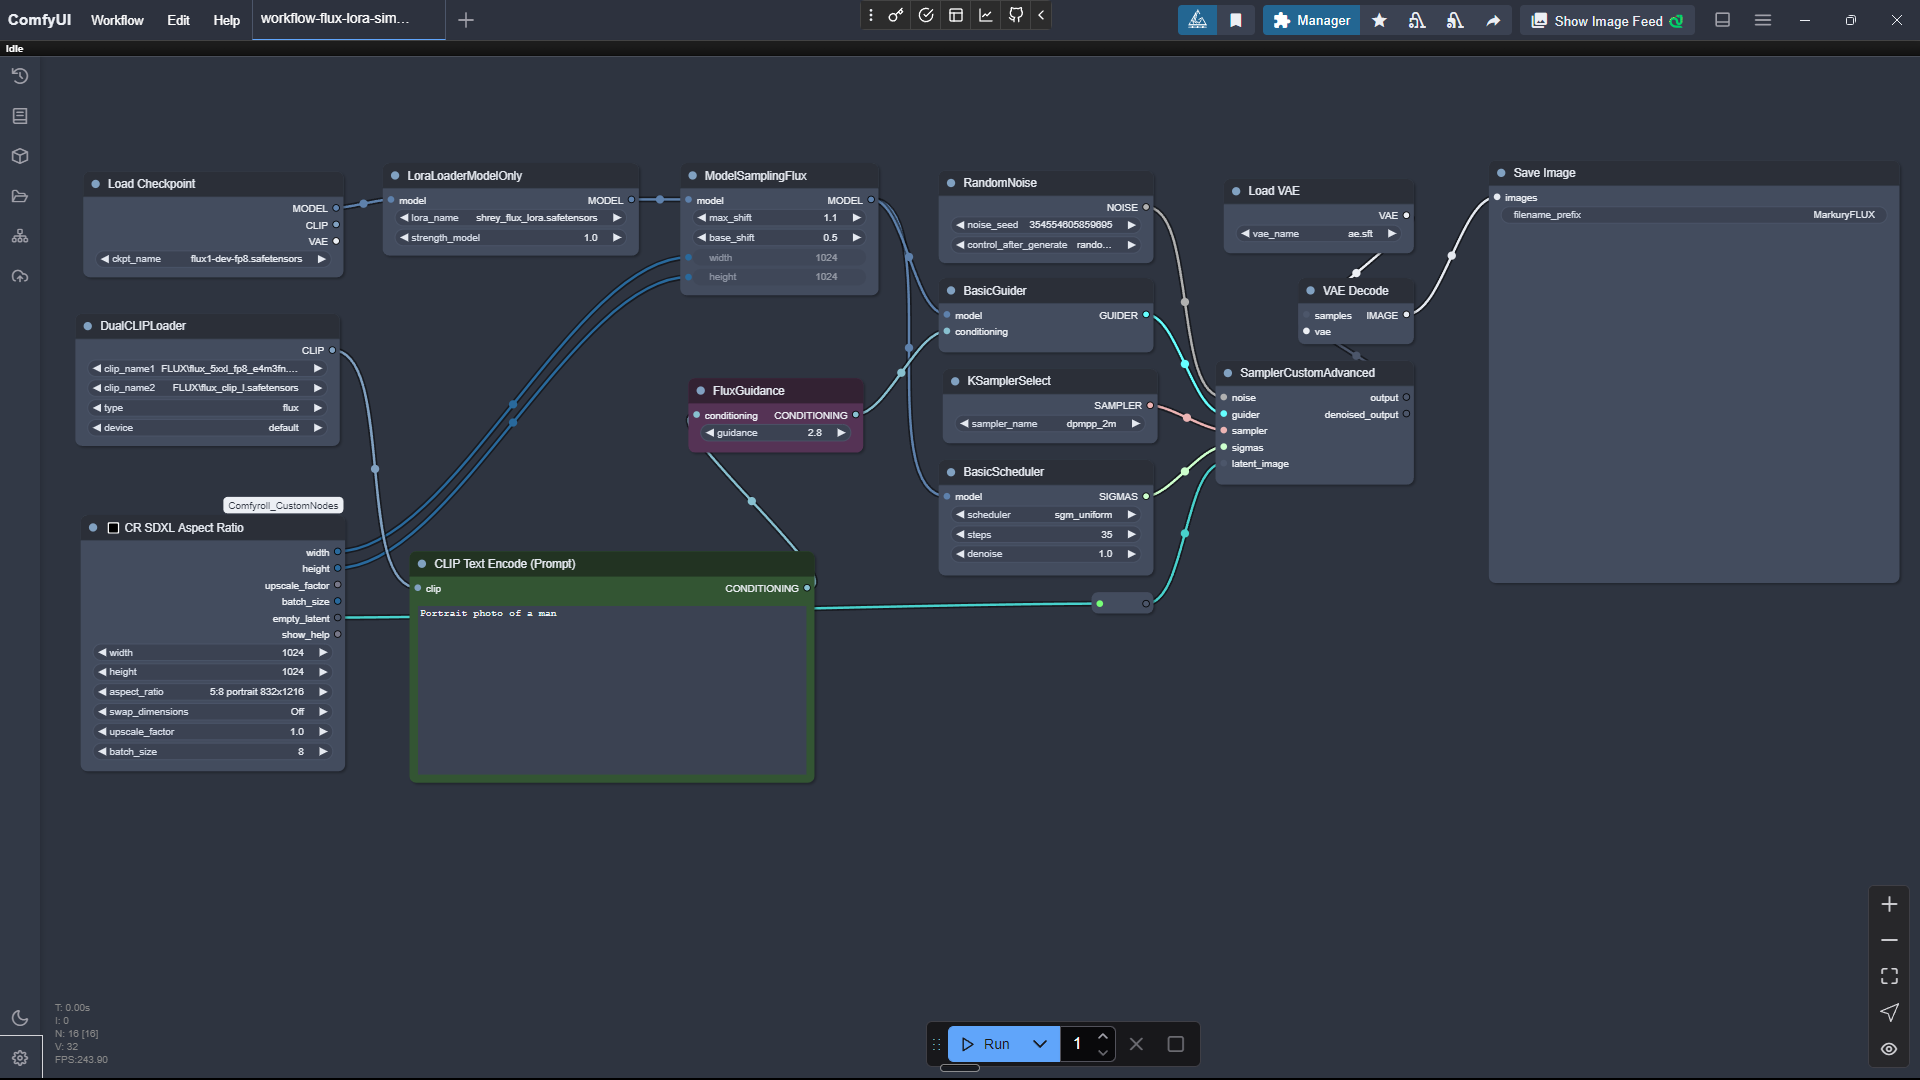 ComfyUI Workflow Edit Help workflow-flux-lora-sim... Manager Show Image Feed
Idle
Load Checkpoint
MODEL
CLIP
VAE
ckpt_name flux1-dev-fp8.safetensors
LoraLoaderModelOnly
model MODEL
lora_name shrey_flux_lora.safetensors
strength_model 1.0
ModelSamplingFlux
model MODEL
max_shift 1.1
base_shift 0.5
width 1024
height 1024
RandomNoise
NOISE
noise_seed 354554605859695
control_after_generate rando...
Load VAE
VAE
vae_name ae.sft
Save Image
images
filename_prefix MarkuryFLUX
BasicGuider
model GUIDER
conditioning
VAE Decode
samples IMAGE
vae
DualCLIPLoader
CLIP
clip_name1 FLUX\flux_5xxl_fp8_e4m3fn....
clip_name2 FLUX\flux_clip_l.safetensors
type flux
device default
FluxGuidance
conditioning CONDITIONING
guidance 2.8
KSamplerSelect
SAMPLER
sampler_name dpmpp_2m
SamplerCustomAdvanced
noise output
guider denoised_output
sampler
sigmas
latent_image
BasicScheduler
model SIGMAS
scheduler sgm_uniform
steps 35
denoise 1.0
Comfyroll_CustomNodes
CR SDXL Aspect Ratio
width
height
upscale_factor
batch_size
empty_latent
show_help
width 1024
height 1024
aspect_ratio 5:8 portrait 832x1216
swap_dimensions Off
upscale_factor 1.0
batch_size 8
CLIP Text Encode (Prompt)
clip CONDITIONING
Portrait photo of a man
T: 0.00s
I: 0
N: 16 [16]
V: 32
FPS:243.90
Run 1